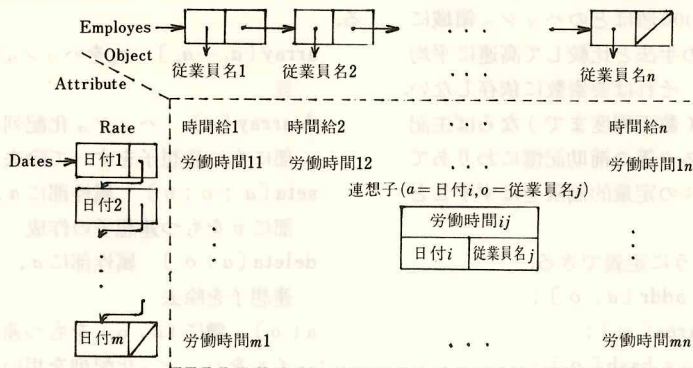 Employes
Object
Attribute
従業員名1 従業員名2 ・・・ 従業員名n
Rate 時間給1 時間給2 ・・・ 時間給n
Dates 日付1 労働時間11 労働時間12 ・・・ 労働時間1n
連想子(a=日付i,o=従業員名j)
日付2
労働時間ij
日付i 従業員名j
日付m 労働時間m1 ・・・ 労働時間mn